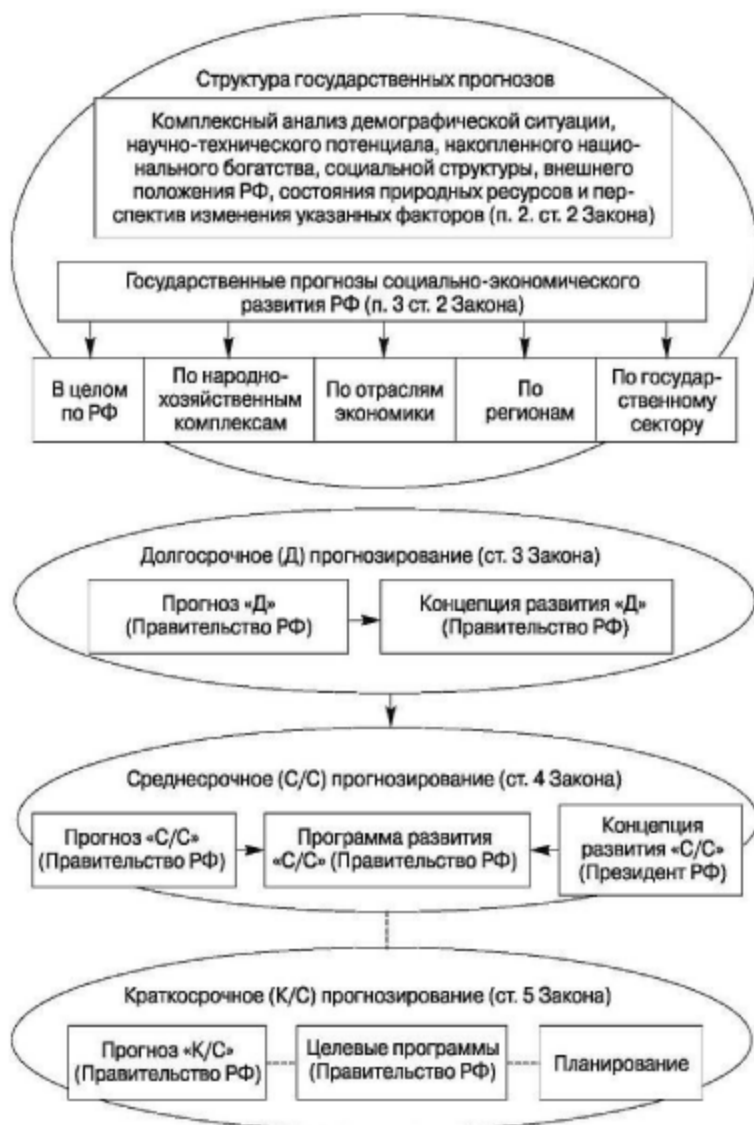 Структура государственных прогнозов
Комплексный анализ демографической ситуации,
научно-технического потенциала, накопленного нацио-
нального богатства, социальной структуры, внешнего
положения РФ, состояния природных ресурсов и пер-
спектив изменения указанных факторов (п. 2. ст. 2 Закона)
Государственные прогнозы социально-экономического
развития РФ (п. 3 ст. 2 Закона)
В целом
по РФ
По народно-
хозяйственным
комплексам
По отраслям
экономики
По
регионам
По государ-
ственному
сектору
Долгосрочное (Д) прогнозирование (ст. 3 Закона)
Прогноз «Д»
(Правительство РФ)
Концепция развития «Д»
(Правительство РФ)
Среднесрочное (С/С) прогнозирование (ст. 4 Закона)
Прогноз «С/С»
(Правительство РФ)
Программа развития
«С/С» (Правительство РФ)
Концепция
развития «С/С»
(Президент РФ)
Краткосрочное (К/С) прогнозирование (ст. 5 Закона)
Прогноз «К/С»
(Правительство РФ)
Целевые программы
(Правительство РФ)
Планирование